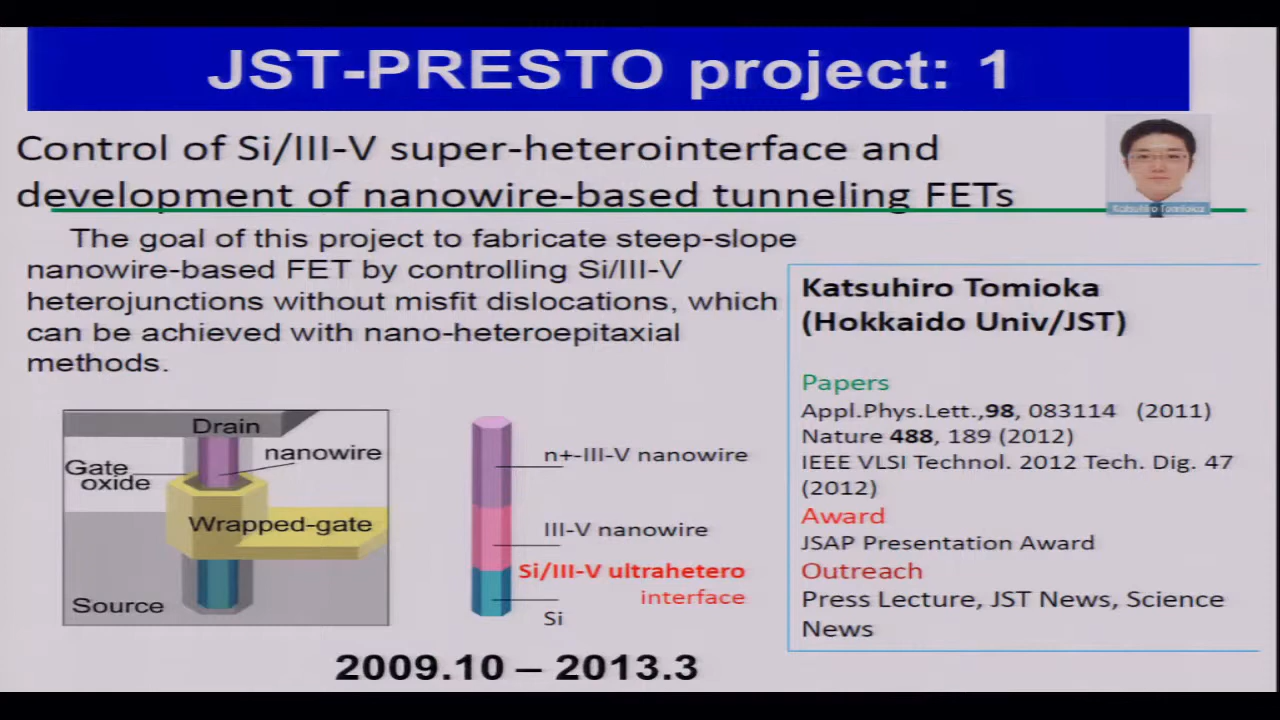 JST-PRESTO project: 1
Control of Si/III-V super-heterointerface and
development of nanowire-based tunneling FETs
Katsuhiro Tomioka
The goal of this project to fabricate steep-slope
nanowire-based FET by controlling Si/III-V
heterojunctions without misfit dislocations, which
can be achieved with nano-heteroepitaxial
methods.
Katsuhiro Tomioka
(Hokkaido Univ/JST)
Papers
Appl.Phys.Lett.,98, 083114 (2011)
Nature 488, 189 (2012)
IEEE VLSI Technol. 2012 Tech. Dig. 47
(2012)
Award
JSAP Presentation Award
Outreach
Press Lecture, JST News, Science
News
Drain
nanowire
Gate
oxide
Wrapped-gate
Source
n+-III-V nanowire
III-V nanowire
Si/III-V ultrahetero
interface
Si
2009.10 – 2013.3